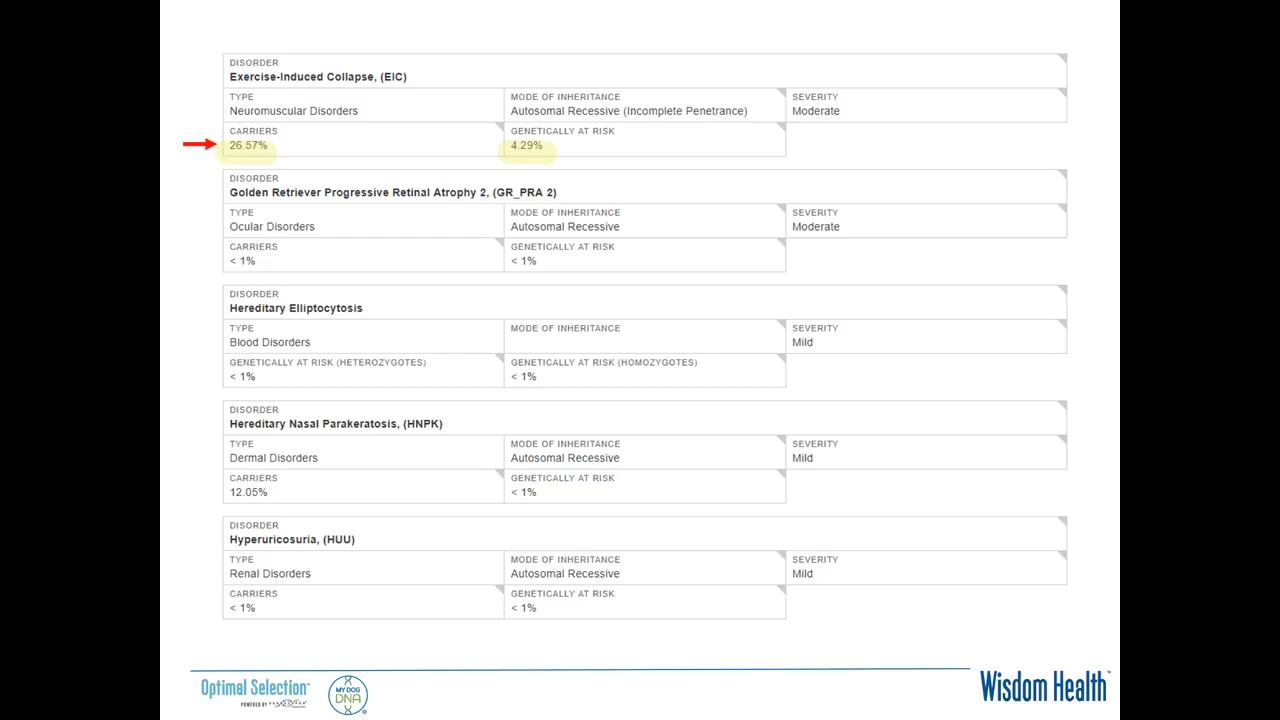 DISORDER
Exercise-Induced Collapse, (EIC)
TYPE MODE OF INHERITANCE SEVERITY
Neuromuscular Disorders Autosomal Recessive (Incomplete Penetrance) Moderate
CARRIERS GENETICALLY AT RISK
26.57% 4.29%
DISORDER
Golden Retriever Progressive Retinal Atrophy 2, (GR_PRA 2)
TYPE MODE OF INHERITANCE SEVERITY
Ocular Disorders Autosomal Recessive Moderate
CARRIERS GENETICALLY AT RISK
< 1% < 1%
DISORDER
Hereditary Elliptocytosis
TYPE MODE OF INHERITANCE SEVERITY
Blood Disorders Mild
GENETICALLY AT RISK (HETEROZYGOTES) GENETICALLY AT RISK (HOMOZYGOTES)
< 1% < 1%
DISORDER
Hereditary Nasal Parakeratosis, (HNPK)
TYPE MODE OF INHERITANCE SEVERITY
Dermal Disorders Autosomal Recessive Mild
CARRIERS GENETICALLY AT RISK
12.05% < 1%
DISORDER
Hyperuricosuria, (HUU)
TYPE MODE OF INHERITANCE SEVERITY
Renal Disorders Autosomal Recessive Mild
CARRIERS GENETICALLY AT RISK
< 1% < 1%
Optimal Selection™
POWERED BY
MY DOG
DNA
Wisdom Health™